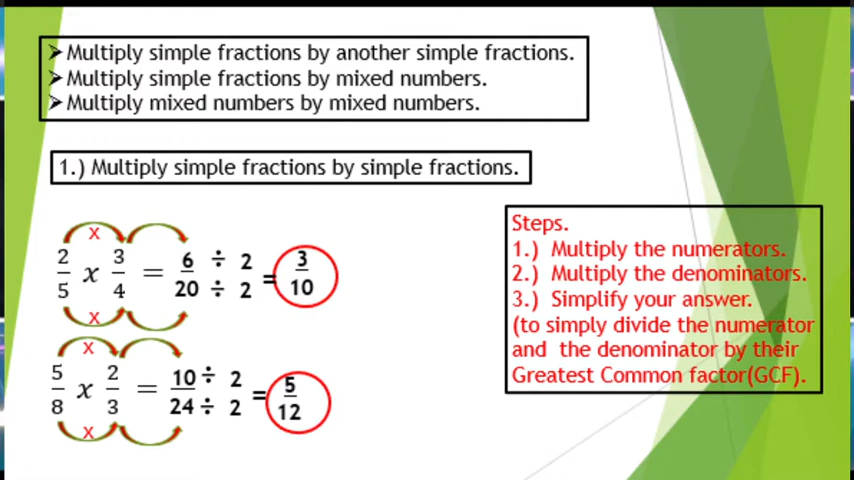 ➢ Multiply simple fractions by another simple fractions.
➢ Multiply simple fractions by mixed numbers.
➢ Multiply mixed numbers by mixed numbers.
1.) Multiply simple fractions by simple fractions.
Steps.
1.) Multiply the numerators.
2.) Multiply the denominators.
3.) Simplify your answer.
(to simply divide the numerator
and the denominator by their
Greatest Common factor(GCF).
x
2/5 x 3/4 = 6/20 ÷ 2 ÷ 2 = 3/10
x
x
5/8 x 2/3 = 10/24 ÷ 2 ÷ 2 = 5/12
x